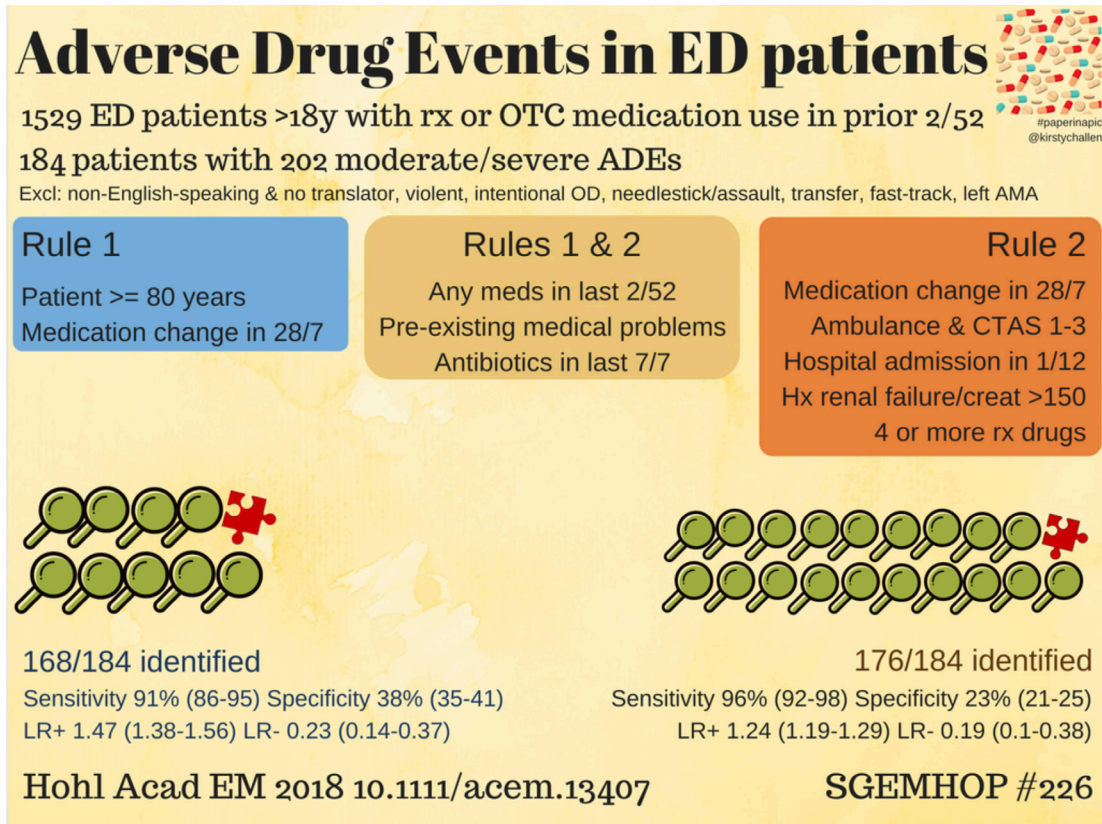 Adverse Drug Events in ED patients
#paperinapic
@kirstychallen
1529 ED patients >18y with rx or OTC medication use in prior 2/52
184 patients with 202 moderate/severe ADEs
Excl: non-English-speaking & no translator, violent, intentional OD, needlestick/assault, transfer, fast-track, left AMA
Rule 1
Patient >= 80 years
Medication change in 28/7
Rules 1 & 2
Any meds in last 2/52
Pre-existing medical problems
Antibiotics in last 7/7
Rule 2
Medication change in 28/7
Ambulance & CTAS 1-3
Hospital admission in 1/12
Hx renal failure/creat >150
4 or more rx drugs
168/184 identified
Sensitivity 91% (86-95) Specificity 38% (35-41)
LR+ 1.47 (1.38-1.56) LR- 0.23 (0.14-0.37)
176/184 identified
Sensitivity 96% (92-98) Specificity 23% (21-25)
LR+ 1.24 (1.19-1.29) LR- 0.19 (0.1-0.38)
Hohl Acad EM 2018 10.1111/acem.13407
SGEMHOP #226